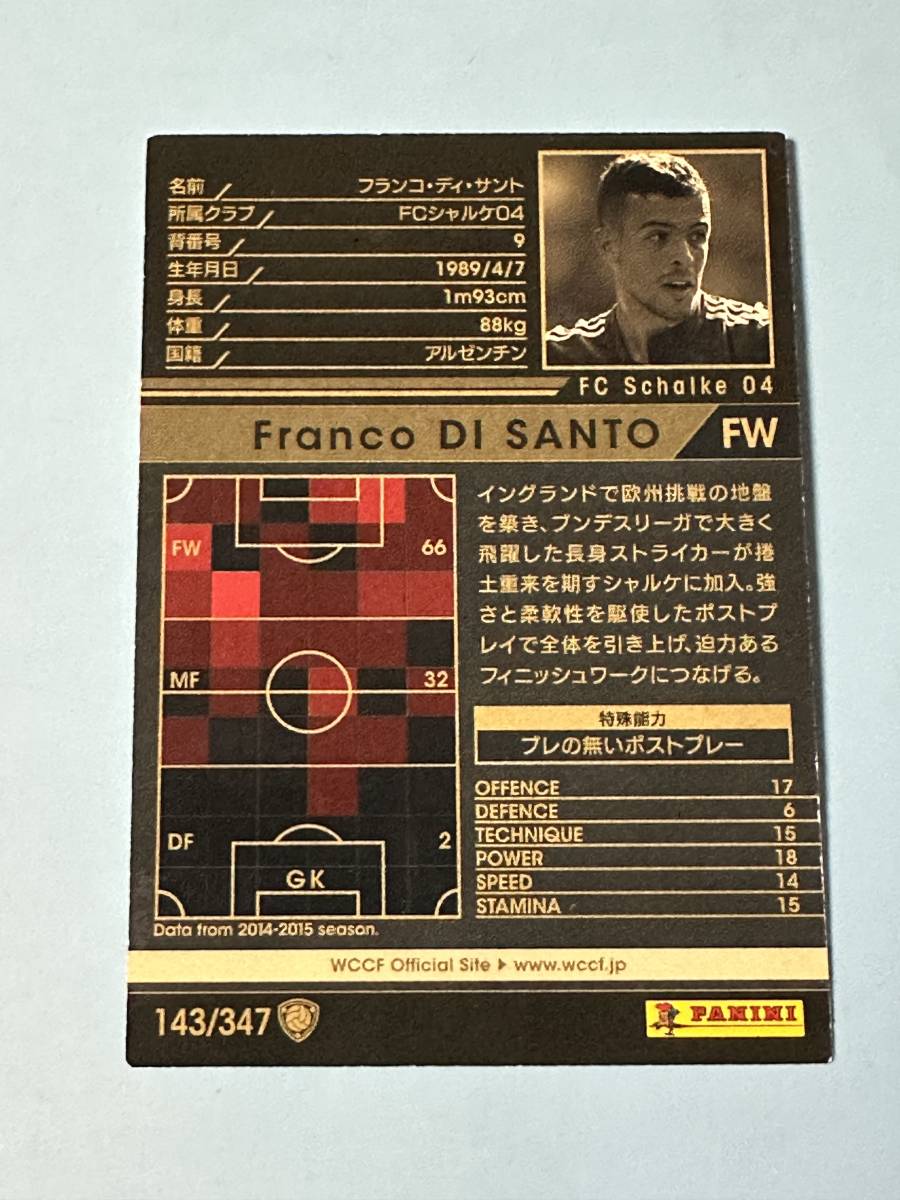 名前 フランコ・ディ・サント
所属クラブ FCシャルケ04
背番号 9
生年月日 1989/4/7
身長 1m93cm
体重 88kg
国籍 アルゼンチン
FC Schalke 04
Franco DI SANTO FW
FW 66
MF 32
DF 2
GK
Data from 2014-2015 season.
イングランドで欧州挑戦の地盤
を築き、ブンデスリーガで大きく
飛躍した長身ストライカーが捲
土重来を期すシャルケに加入。強
さと柔軟性を駆使したポストプ
レイで全体を引き上げ、迫力ある
フィニッシュワークにつなげる。
特殊能力
ブレの無いポストプレー
OFFENCE 17
DEFENCE 6
TECHNIQUE 15
POWER 18
SPEED 14
STAMINA 15
WCCF Official Site ▶ www.wccf.jp
143/347
PANINI